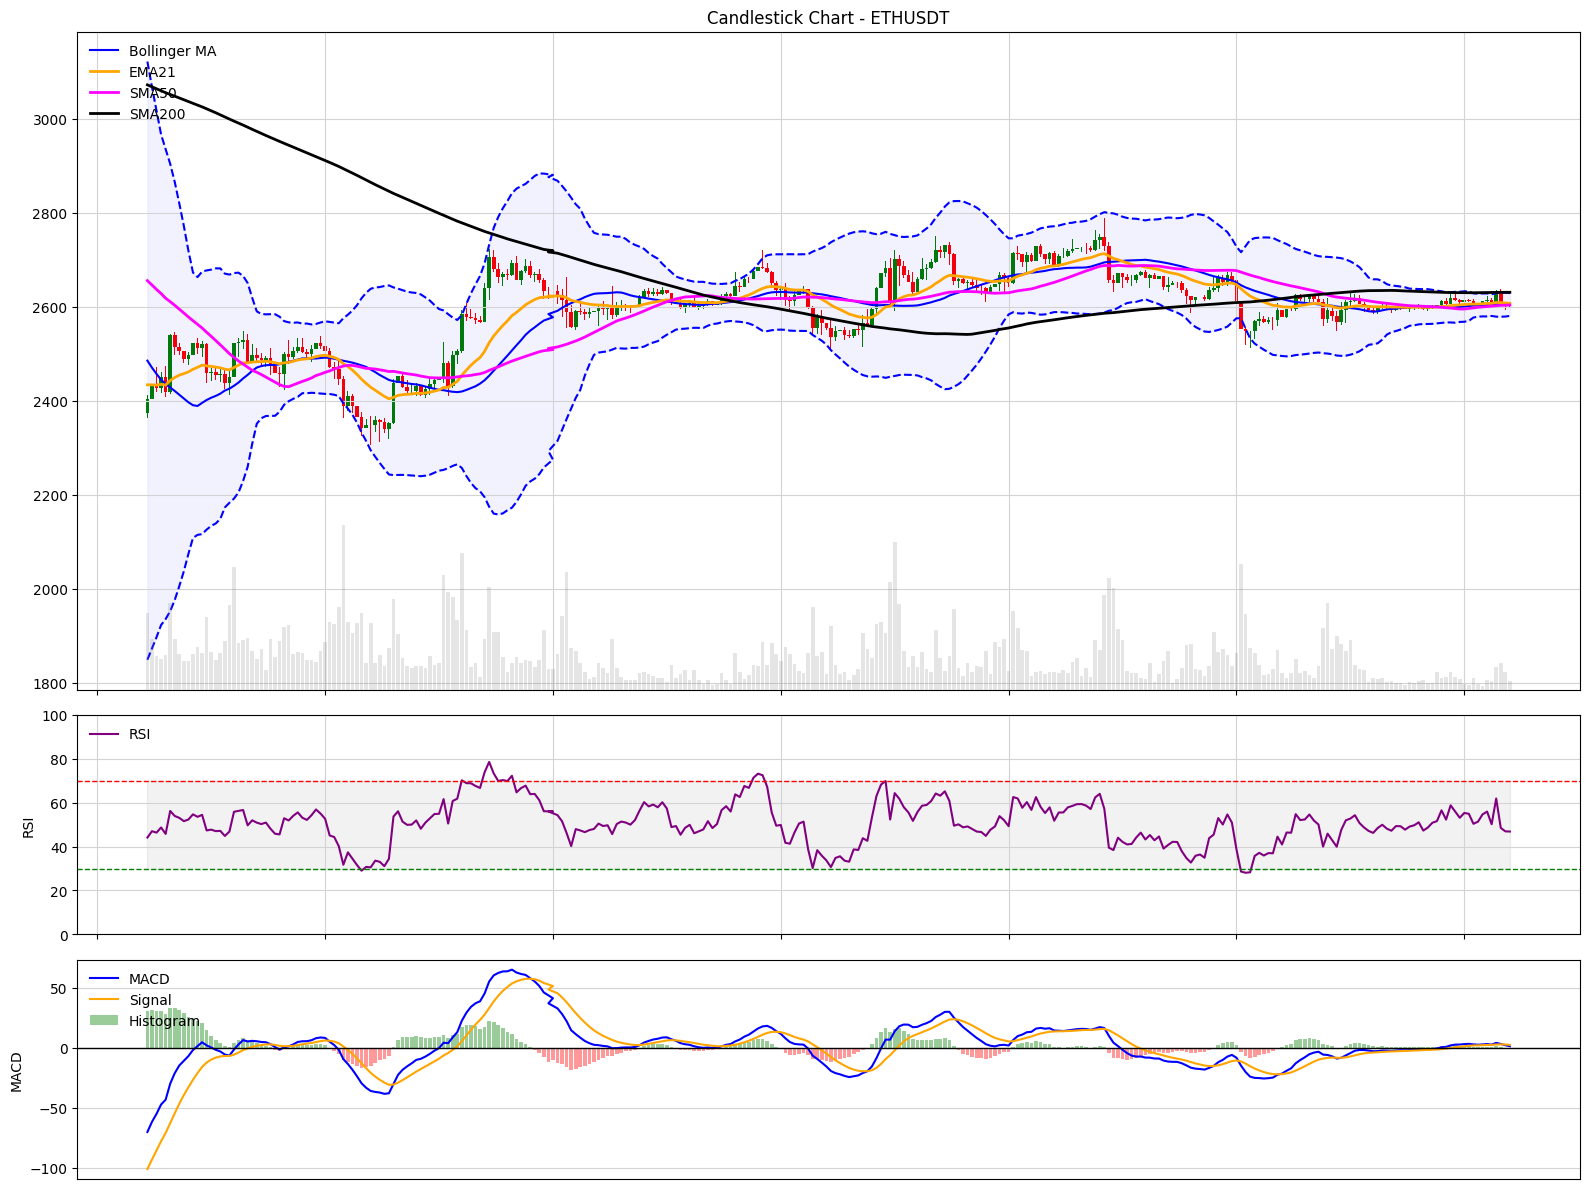 Candlestick Chart - ETHUSDT
Bollinger MA
EMA21
SMA50
SMA200
3000
2800
2600
2400
2200
2000
1800
RSI
RSI
100
80
60
40
20
0
MACD
MACD
Signal
Histogram
50
0
−50
−100